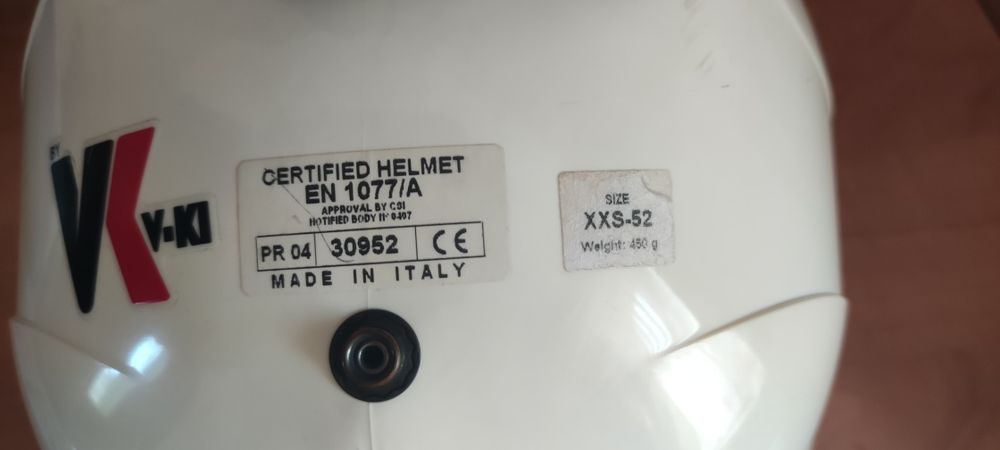 BY
V-KI
CERTIFIED HELMET
EN 1077/A
APPROVAL BY CSI
NOTIFIED BODY N° 0497
PR 04 30952 CE
MADE IN ITALY
SIZE
XXS-52
Weight: 450 g